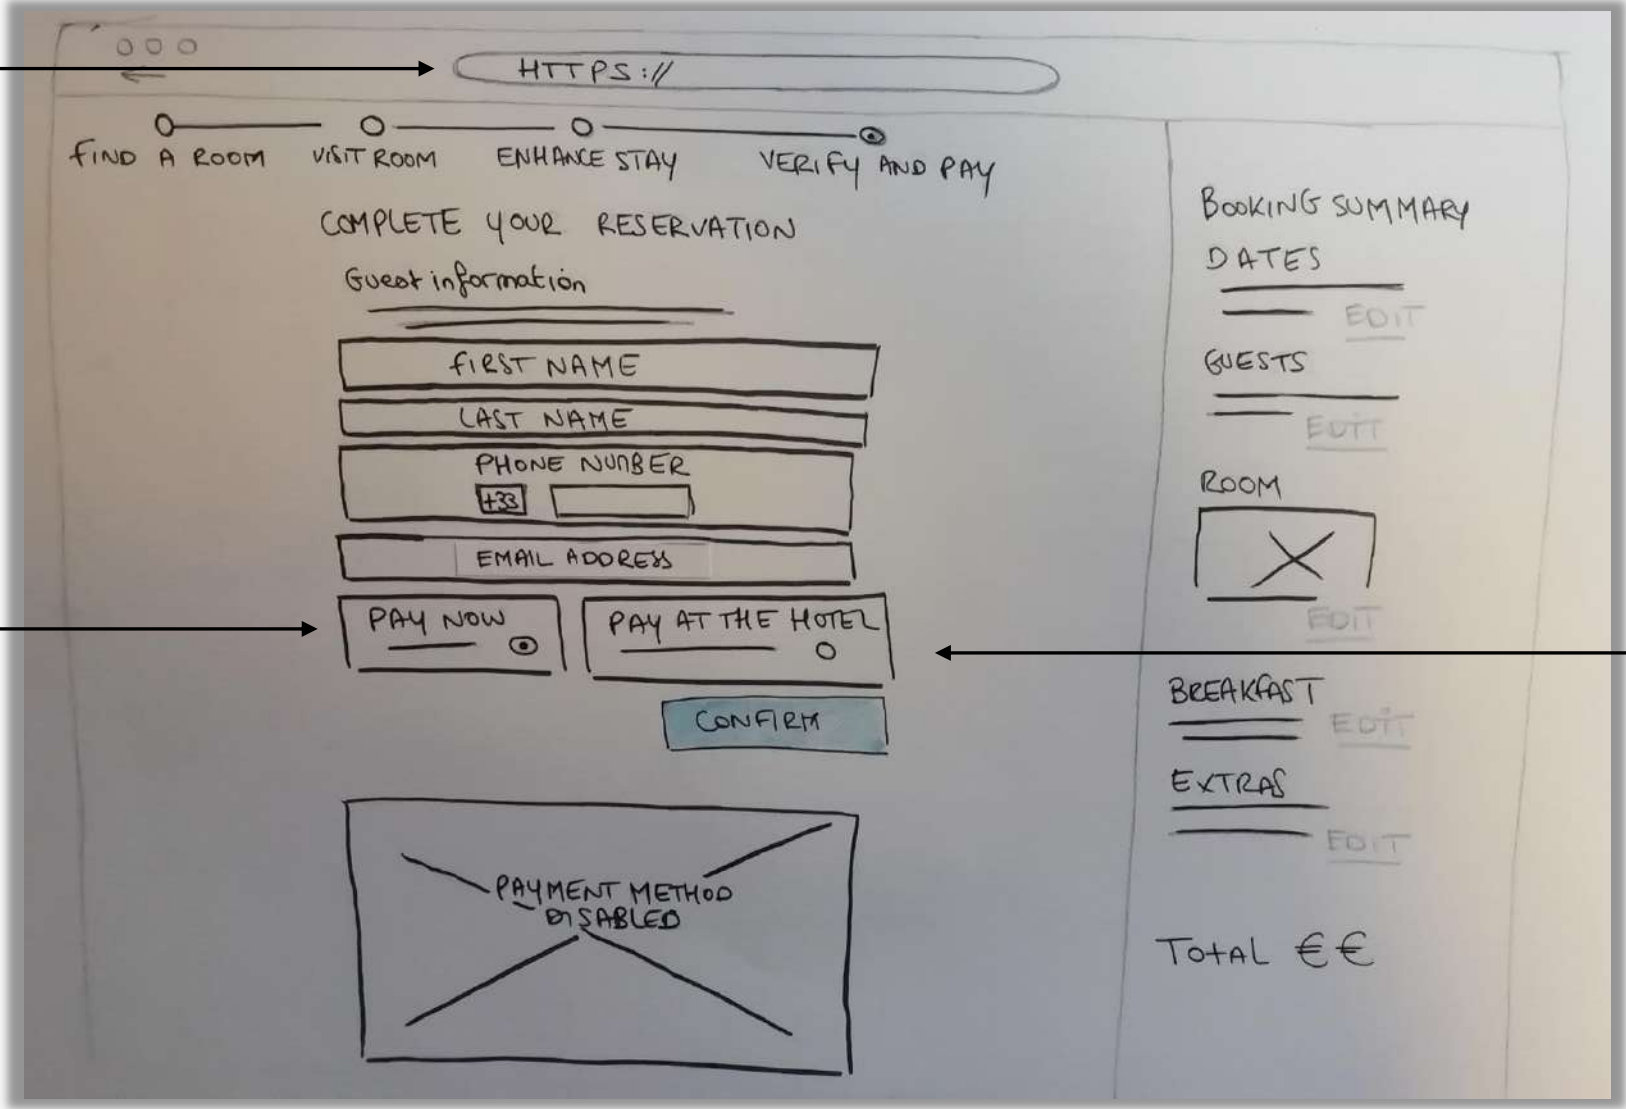 HTTPS://
FIND A ROOM
VISIT ROOM
ENHANCE STAY
VERIFY AND PAY
COMPLETE YOUR RESERVATION
Guest information
FIRST NAME
LAST NAME
PHONE NUMBER
+33
EMAIL ADDRESS
PAY NOW
PAY AT THE HOTEL
CONFIRM
PAYMENT METHOD
DISABLED
BOOKING SUMMARY
DATES
EDIT
GUESTS
EDIT
ROOM
EDIT
BREAKFAST
EDIT
EXTRAS
EDIT
TOTAL €€